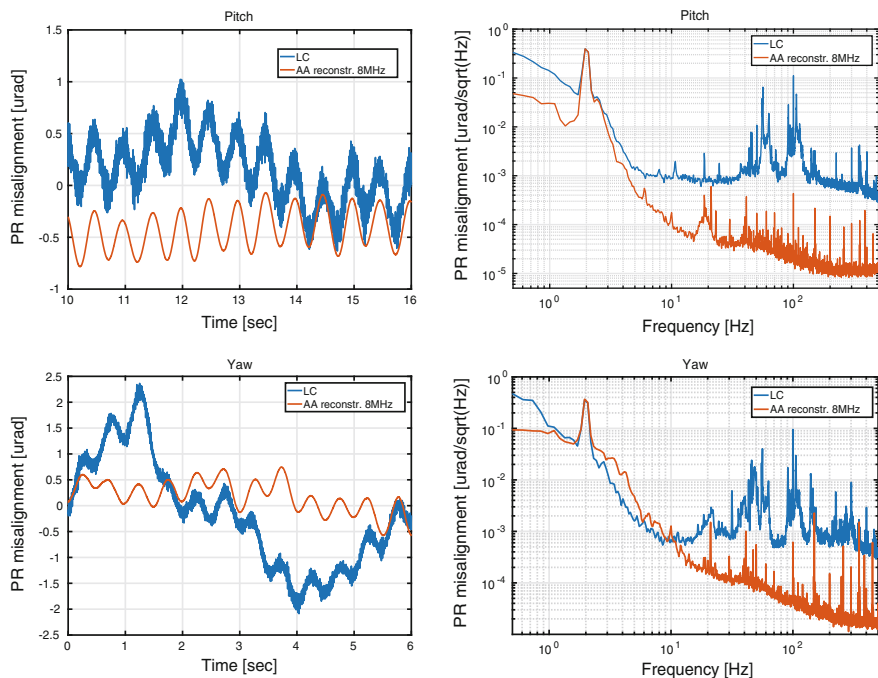 Pitch
PR misalignment [urad]
1.5
1
0.5
0
-0.5
-1
10 11 12 13 14 15 16
Time [sec]
LC
AA reconstr. 8MHz
Pitch
PR misalignment [urad/sqrt(Hz)]
10^0
10^-1
10^-2
10^-3
10^-4
10^-5
10^0 10^1 10^2
Frequency [Hz]
LC
AA reconstr. 8MHz
Yaw
PR misalignment [urad]
2.5
2
1.5
1
0.5
0
-0.5
-1
-1.5
-2
-2.5
0 1 2 3 4 5 6
Time [sec]
LC
AA reconstr. 8MHz
Yaw
PR misalignment [urad/sqrt(Hz)]
10^0
10^-1
10^-2
10^-3
10^-4
10^0 10^1 10^2
Frequency [Hz]
LC
AA reconstr. 8MHz